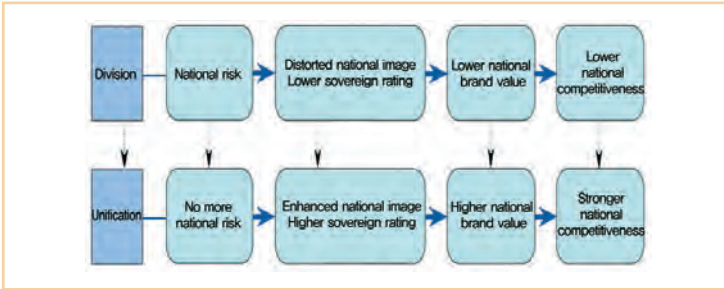 Division
National risk
Distorted national image
Lower sovereign rating
Lower national
brand value
Lower
national
competitiveness
Unification
No more
national risk
Enhanced national image
Higher sovereign rating
Higher national
brand value
Stronger
national
competitiveness